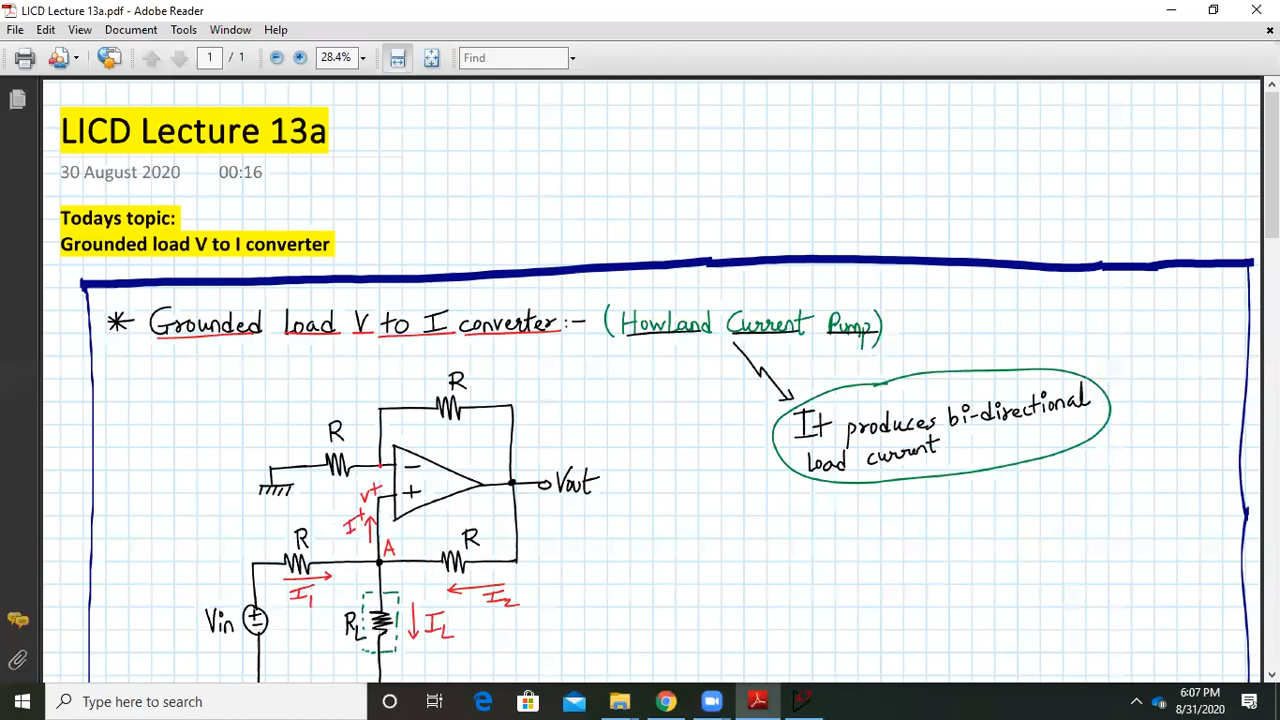 LICD Lecture 13a.pdf - Adobe Reader
File Edit View Document Tools Window Help
1 / 1 28.4% Find
LICD Lecture 13a
30 August 2020 00:16
Todays topic:
Grounded load V to I converter
* Grounded load V to I converter:- (Howland Current Pump)
It produces bi-directional
load current
R
R
−
Vout
V+
+
I+
R
A
R
I1
I2
Vin
±
RL
IL
Type here to search
6:07 PM
8/31/2020